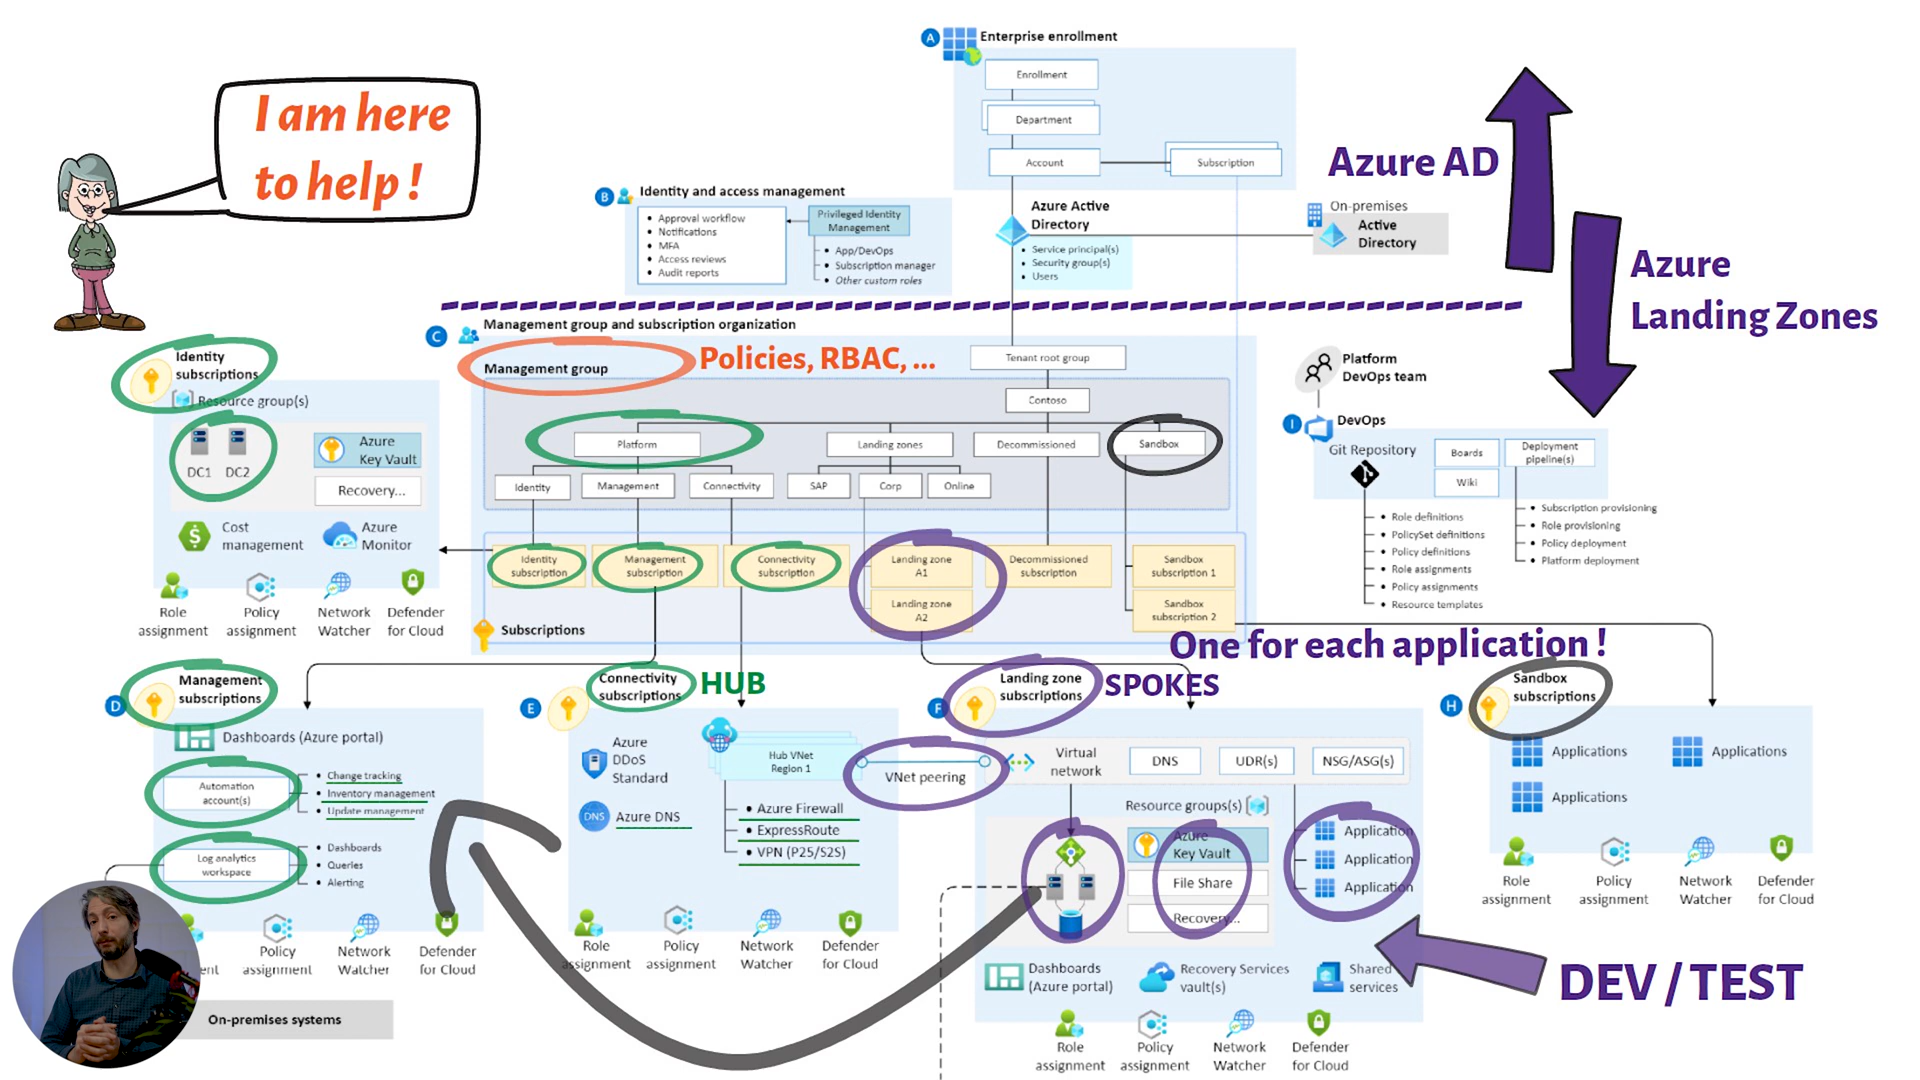 A
Enterprise enrollment
Enrollment
Department
Account
Subscription
I am here
to help !
Azure AD
Azure
Landing Zones
B
Identity and access management
Approval workflow
Notifications
MFA
Access reviews
Audit reports
Privileged Identity
Management
App/DevOps
Subscription manager
Other custom roles
Azure Active
Directory
Service principal(s)
Security group(s)
Users
On-premises
Active
Directory
C
Management group and subscription organization
Management group
Policies, RBAC, ...
Tenant root group
Contoso
Platform
Landing zones
Decommissioned
Sandbox
Identity
Management
Connectivity
SAP
Corp
Online
Identity
subscription
Management
subscription
Connectivity
subscription
Landing zone
A1
Landing zone
A2
Decommissioned
subscription
Sandbox
subscription 1
Sandbox
subscription 2
Subscriptions
Identity
subscriptions
Resource group(s)
DC1
DC2
Azure
Key Vault
Recovery...
Cost
management
Azure
Monitor
Role
assignment
Policy
assignment
Network
Watcher
Defender
for Cloud
Platform
DevOps team
I
DevOps
Git Repository
Boards
Wiki
Deployment
pipeline(s)
Role definitions
PolicySet definitions
Policy definitions
Role assignments
Policy assignments
Resource templates
Subscription provisioning
Role provisioning
Policy deployment
Platform deployment
One for each application !
D
Management
subscriptions
Dashboards (Azure portal)
Automation
account(s)
Change tracking
Inventory management
Update management
Log analytics
workspace
Dashboards
Queries
Alerting
Policy
assignment
Network
Watcher
Defender
for Cloud
On-premises systems
E
Connectivity
subscriptions
HUB
Azure
DDoS
Standard
DNS
Azure DNS
Hub VNet
Region 1
Azure Firewall
ExpressRoute
VPN (P2S/S2S)
Role
assignment
Policy
assignment
Network
Watcher
Defender
for Cloud
VNet peering
F
Landing zone
subscriptions
SPOKES
Virtual
network
DNS
UDR(s)
NSG/ASG(s)
Resource groups(s)
Azure
Key Vault
File Share
Recovery...
Application
Application
Application
Dashboards
(Azure portal)
Recovery Services
vault(s)
Shared
services
Role
assignment
Policy
assignment
Network
Watcher
Defender
for Cloud
DEV / TEST
H
Sandbox
subscriptions
Applications
Applications
Applications
Role
assignment
Policy
assignment
Network
Watcher
Defender
for Cloud